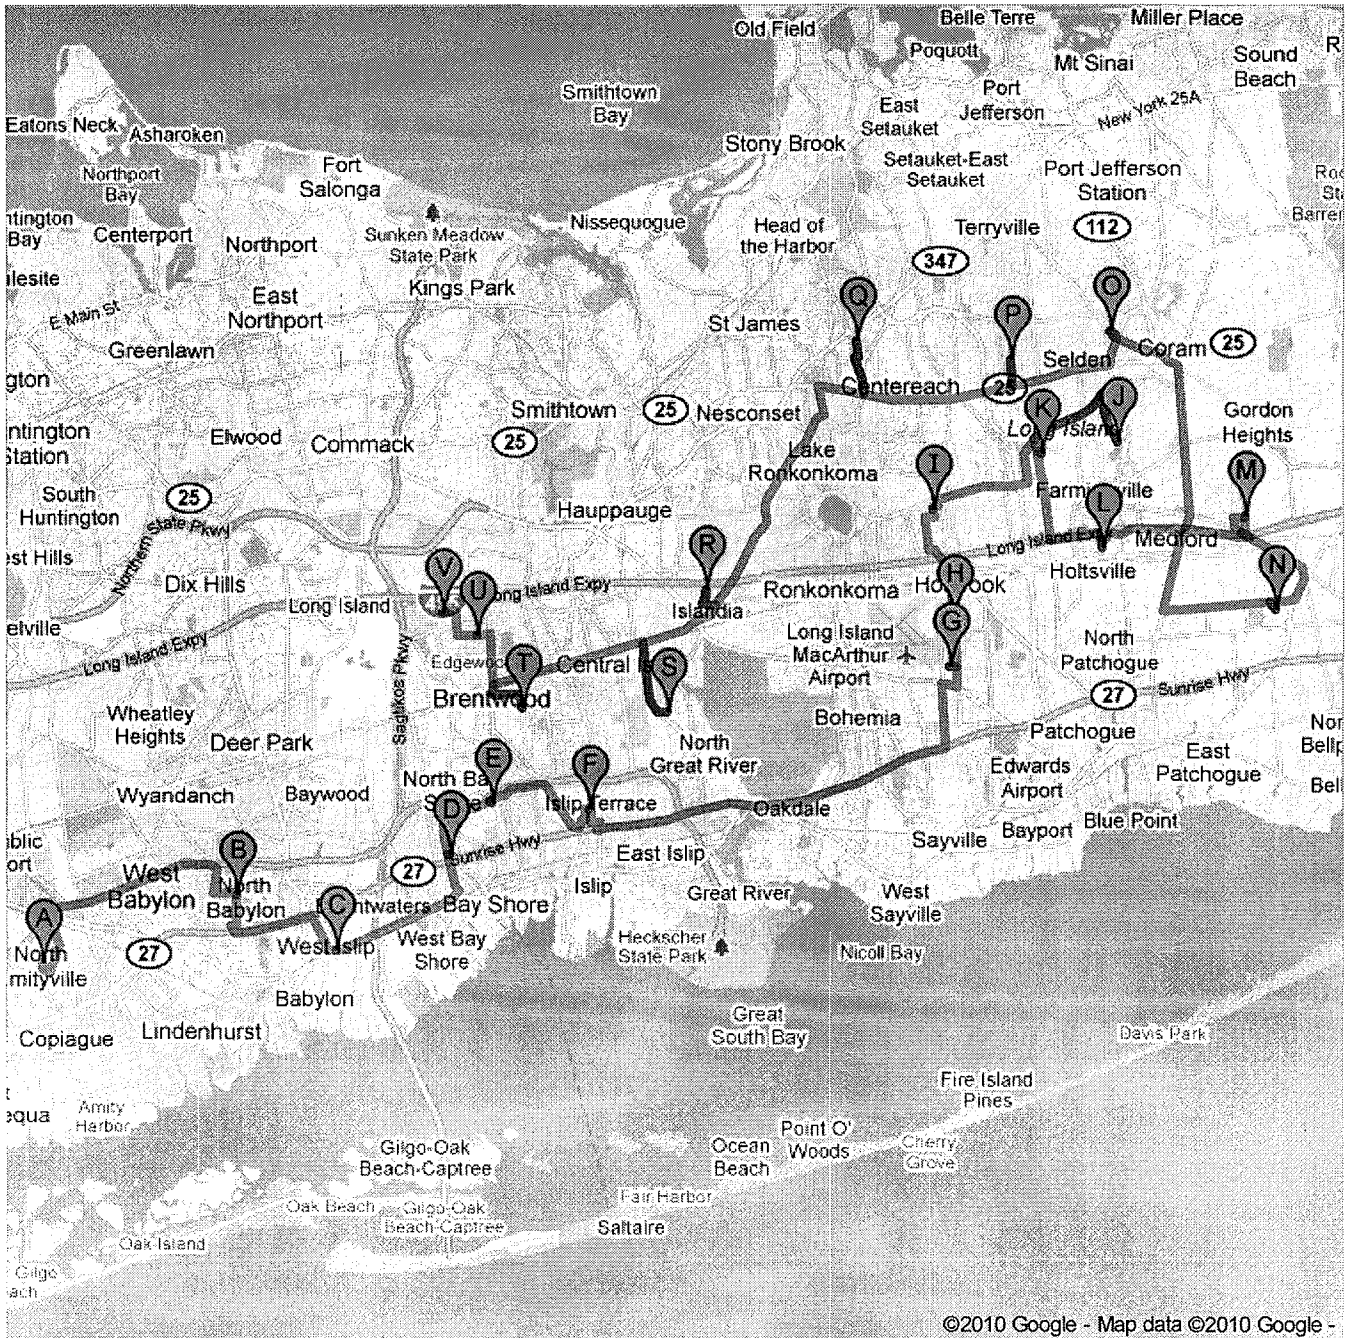 Old Field
Belle Terre
Miller Place
Poquott
Mt Sinai
Sound
Beach
R
Smithtown
Bay
Port
Jefferson
East
Setauket
New York 25A
Eatons Neck
Asharoken
Stony Brook
Fort
Salonga
Setauket-East
Setauket
Port Jefferson
Station
Northport
Bay
Nissequogue
Head of
the Harbor
Terryville
112
Centerport
Northport
Sunken Meadow
State Park
347
Kings Park
East
Northport
E Main St
Q
P
O
St James
Greenlawn
Selden
Coram
25
Centereach
25
K
J
Smithtown
25
Nesconset
Gordon
Heights
Elwood
Commack
25
Lake
Ronkonkoma
I
M
25
South
Huntington
Northern State Pkwy
Hauppauge
L
Medford
Long Island
Holtsville
Dix Hills
V
U
Long Island Expy
R
Ronkonkoma
H
N
Long Island
Islandia
G
Long Island Expy
Long Island
MacArthur
Airport
North
Patchogue
T
Central
S
Brentwood
Sagtikos Pkwy
27
Sunrise Hwy
Wheatley
Heights
Deer Park
Bohemia
Patchogue
North
Great River
E
F
East
Patchogue
Edwards
Airport
Wyandanch
Baywood
Islip Terrace
Oakdale
D
Blue Point
Bayport
Sayville
B
Sunrise Hwy
East Islip
27
West
Babylon
North
Babylon
Islip
Great River
West
Sayville
A
C
Bay Shore
27
West Islip
West Bay
Shore
Heckscher
State Park
Nicoll Bay
North
mityville
Babylon
Copiague
Lindenhurst
Great
South Bay
Davis Park
Fire Island
Pines
Amity
Harbor
Point O'
Woods
Cherry
Grove
Gilgo-Oak
Beach-Captree
Ocean
Beach
Fair Harbor
Oak Beach
Gilgo-Oak
Beach-Captree
Saltaire
Oak Island
Gilgo
each
©2010 Google - Map data ©2010 Google -